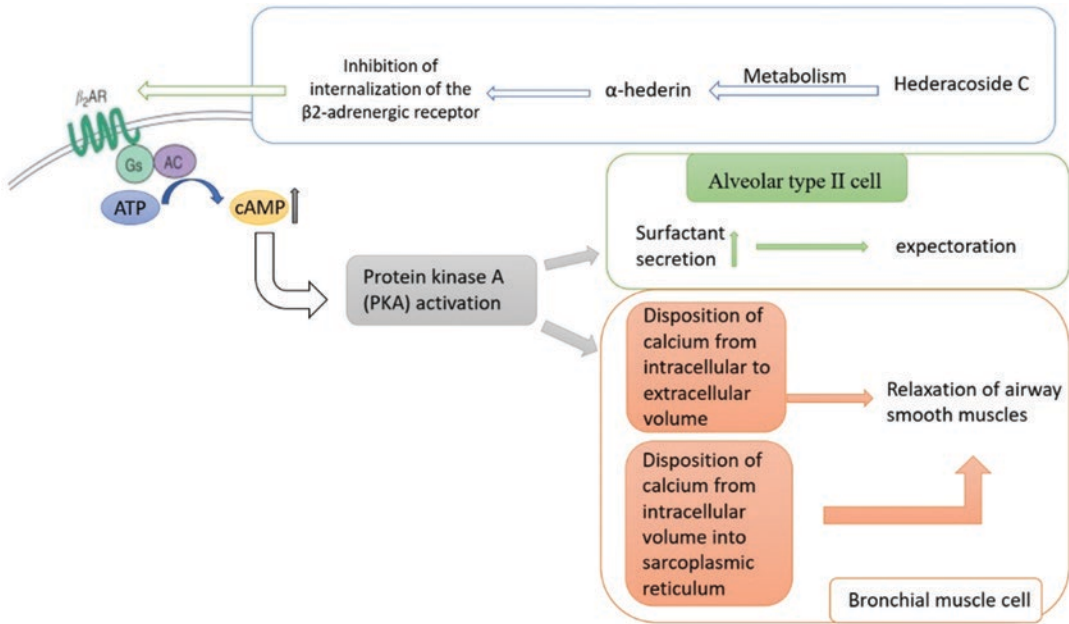 Inhibition of
internalization of the
β2-adrenergic receptor
α-hederin
Metabolism
Hederacoside C
β₂AR
Gs
AC
ATP
cAMP
Protein kinase A
(PKA) activation
Alveolar type II cell
Surfactant
secretion
expectoration
Disposition of
calcium from
intracellular to
extracellular
volume
Relaxation of airway
smooth muscles
Disposition of
calcium from
intracellular
volume into
sarcoplasmic
reticulum
Bronchial muscle cell